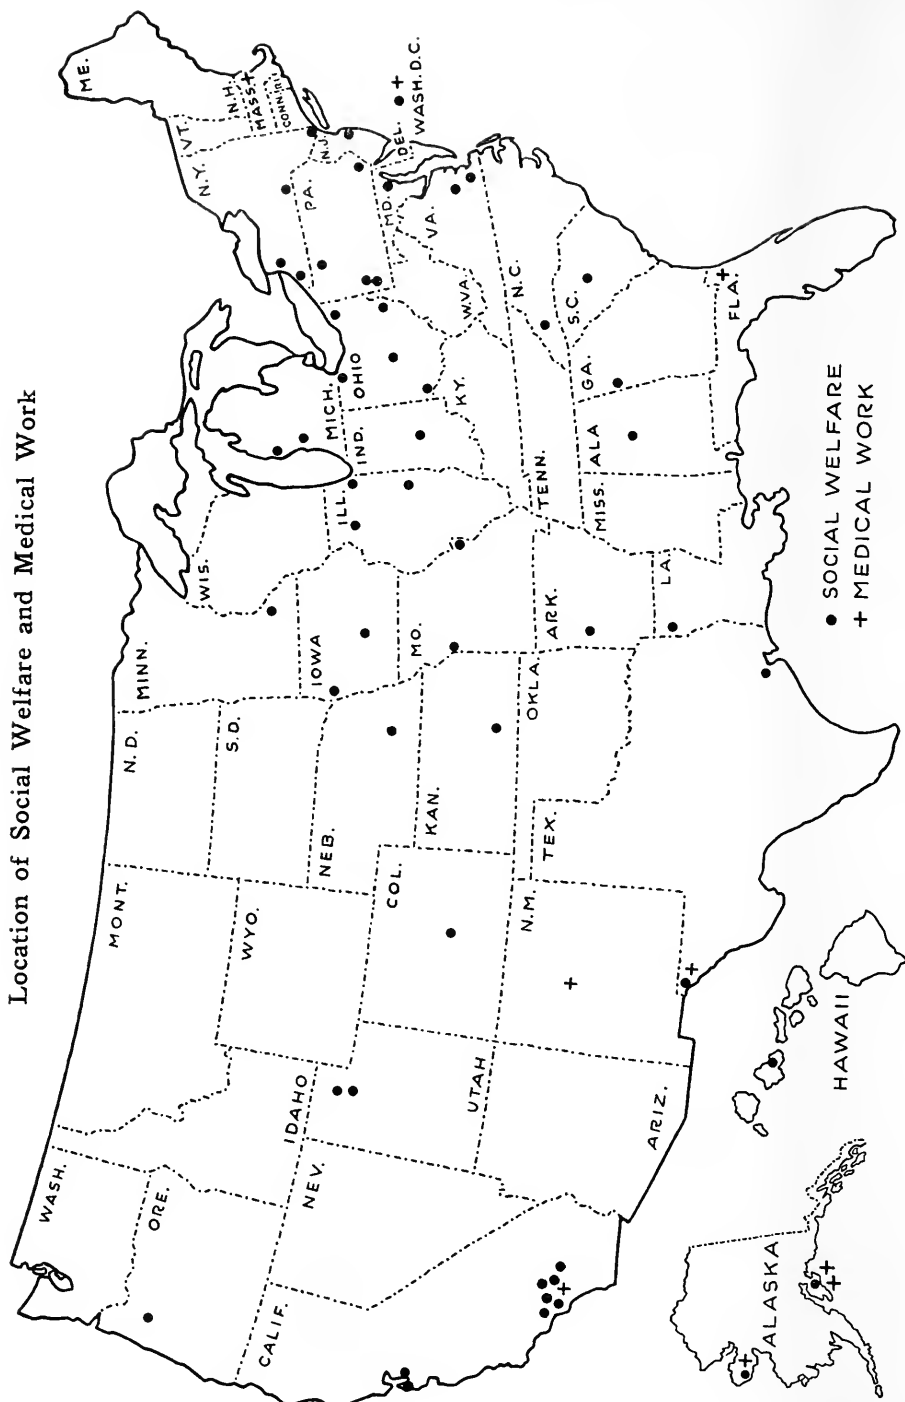 Location of Social Welfare and Medical Work
WASH.
ORE.
CALIF.
NEV.
IDAHO
UTAH
ARIZ.
MONT.
WYO.
COL.
N.M.
N.D.
S.D.
NEB.
KAN.
OKLA.
TEX.
MINN.
IOWA
MO.
ARK.
LA.
WIS.
ILL.
MICH.
IND.
OHIO
KY.
TENN.
MISS.
ALA
GA.
FLA.
S.C.
N.C.
W.VA.
VA.
MD.
DEL.
WASH. D.C.
PA.
N.J.
N.Y.
VT.
N.H.
MASS.
CONN.
R.I.
ME.
ALASKA
HAWAII
SOCIAL WELFARE
+ MEDICAL WORK